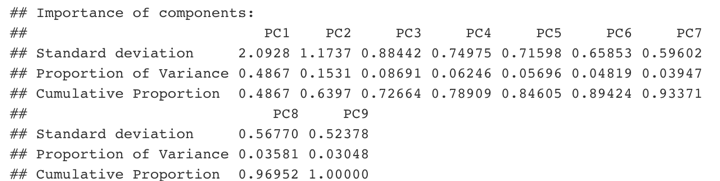 ## Importance of components:
##                           PC1    PC2     PC3     PC4     PC5     PC6     PC7
## Standard deviation     2.0928 1.1737 0.88442 0.74975 0.71598 0.65853 0.59602
## Proportion of Variance 0.4867 0.1531 0.08691 0.06246 0.05696 0.04819 0.03947
## Cumulative Proportion  0.4867 0.6397 0.72664 0.78909 0.84605 0.89424 0.93371
##                            PC8     PC9
## Standard deviation     0.56770 0.52378
## Proportion of Variance 0.03581 0.03048
## Cumulative Proportion  0.96952 1.00000